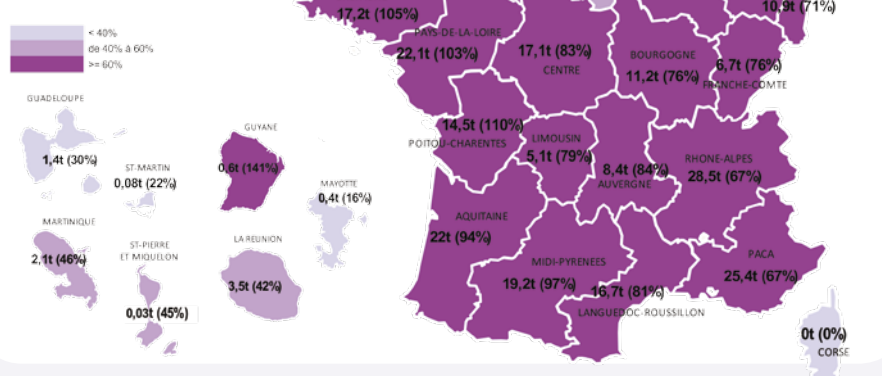 17,2t (105%)
10,9t (71%)
< 40%
de 40% à 60%
>= 60%
PAYS-DE-LA-LOIRE
22,1t (103%)
17,1t (83%)
CENTRE
BOURGOGNE
11,2t (76%)
6,7t (76%)
FRANCHE-COMTE
GUADELOUPE
1,4t (30%)
ST-MARTIN
0,08t (22%)
GUYANE
0,6t (141%)
MAYOTTE
0,4t (16%)
14,5t (110%)
POITOU-CHARENTES
LIMOUSIN
5,1t (79%)
8,4t (84%)
AUVERGNE
RHONE-ALPES
28,5t (67%)
MARTINIQUE
2,1t (46%)
ST-PIERRE
ET MIQUELON
0,03t (45%)
LA REUNION
3,5t (42%)
AQUITAINE
22t (94%)
MIDI-PYRENEES
19,2t (97%)
16,7t (81%)
LANGUEDOC-ROUSSILLON
PACA
25,4t (67%)
0t (0%)
CORSE